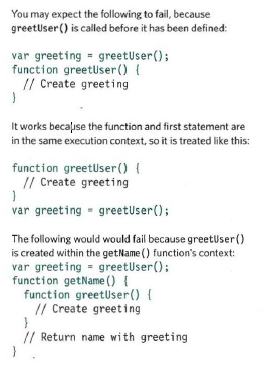 You may expect the following to fail, because
greetUser() is called before it has been defined:
var greeting = greetUser();
function greetUser() {
// Create greeting
}
It works because the function and first statement are
in the same execution context, so it is treated like this:
function greetUser() {
// Create greeting
}
var greeting = greetUser();
The following would would fail because greetUser()
is created within the getName() function's context:
var greeting = greetUser();
function getName() {
function greetUser() {
// Create greeting
}
// Return name with greeting
}